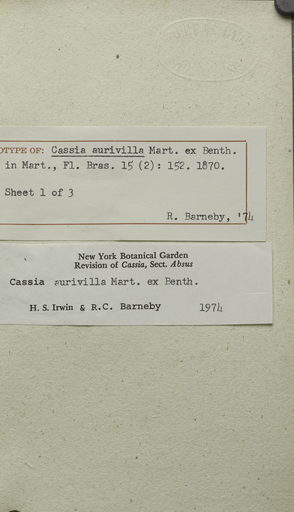 OTYPE OF: Cassia aurivilla Mart. ex Benth.
in Mart., Fl. Bras. 15 (2): 152. 1870.
Sheet 1 of 3
R. Barneby, '74
New York Botanical Garden
Revision of Cassia, Sect. Absus
Cassia aurivilla Mart. ex Benth.
H. S. Irwin & R.C. Barneby 1974